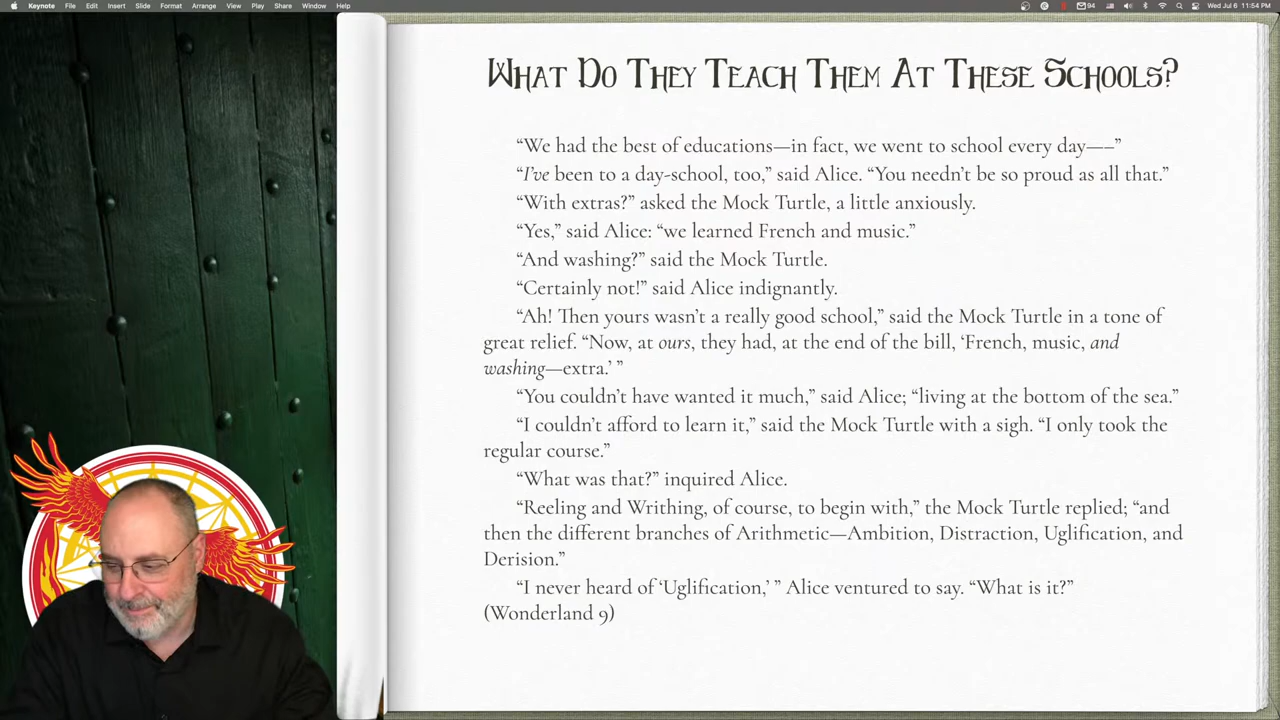 Keynote File Edit Insert Slide Format Arrange View Play Share Window Help 94 Wed Jul 6 11:54 PM
What Do They Teach Them At These Schools?
“We had the best of educations—in fact, we went to school every day—–”
“I’ve been to a day-school, too,” said Alice. “You needn’t be so proud as all that.”
“With extras?” asked the Mock Turtle, a little anxiously.
“Yes,” said Alice: “we learned French and music.”
“And washing?” said the Mock Turtle.
“Certainly not!” said Alice indignantly.
“Ah! Then yours wasn’t a really good school,” said the Mock Turtle in a tone of
great relief. “Now, at ours, they had, at the end of the bill, ‘French, music, and
washing—extra.’ ”
“You couldn’t have wanted it much,” said Alice; “living at the bottom of the sea.”
“I couldn’t afford to learn it,” said the Mock Turtle with a sigh. “I only took the
regular course.”
“What was that?” inquired Alice.
“Reeling and Writhing, of course, to begin with,” the Mock Turtle replied; “and
then the different branches of Arithmetic—Ambition, Distraction, Uglification, and
Derision.”
“I never heard of ‘Uglification,’ ” Alice ventured to say. “What is it?”
(Wonderland 9)